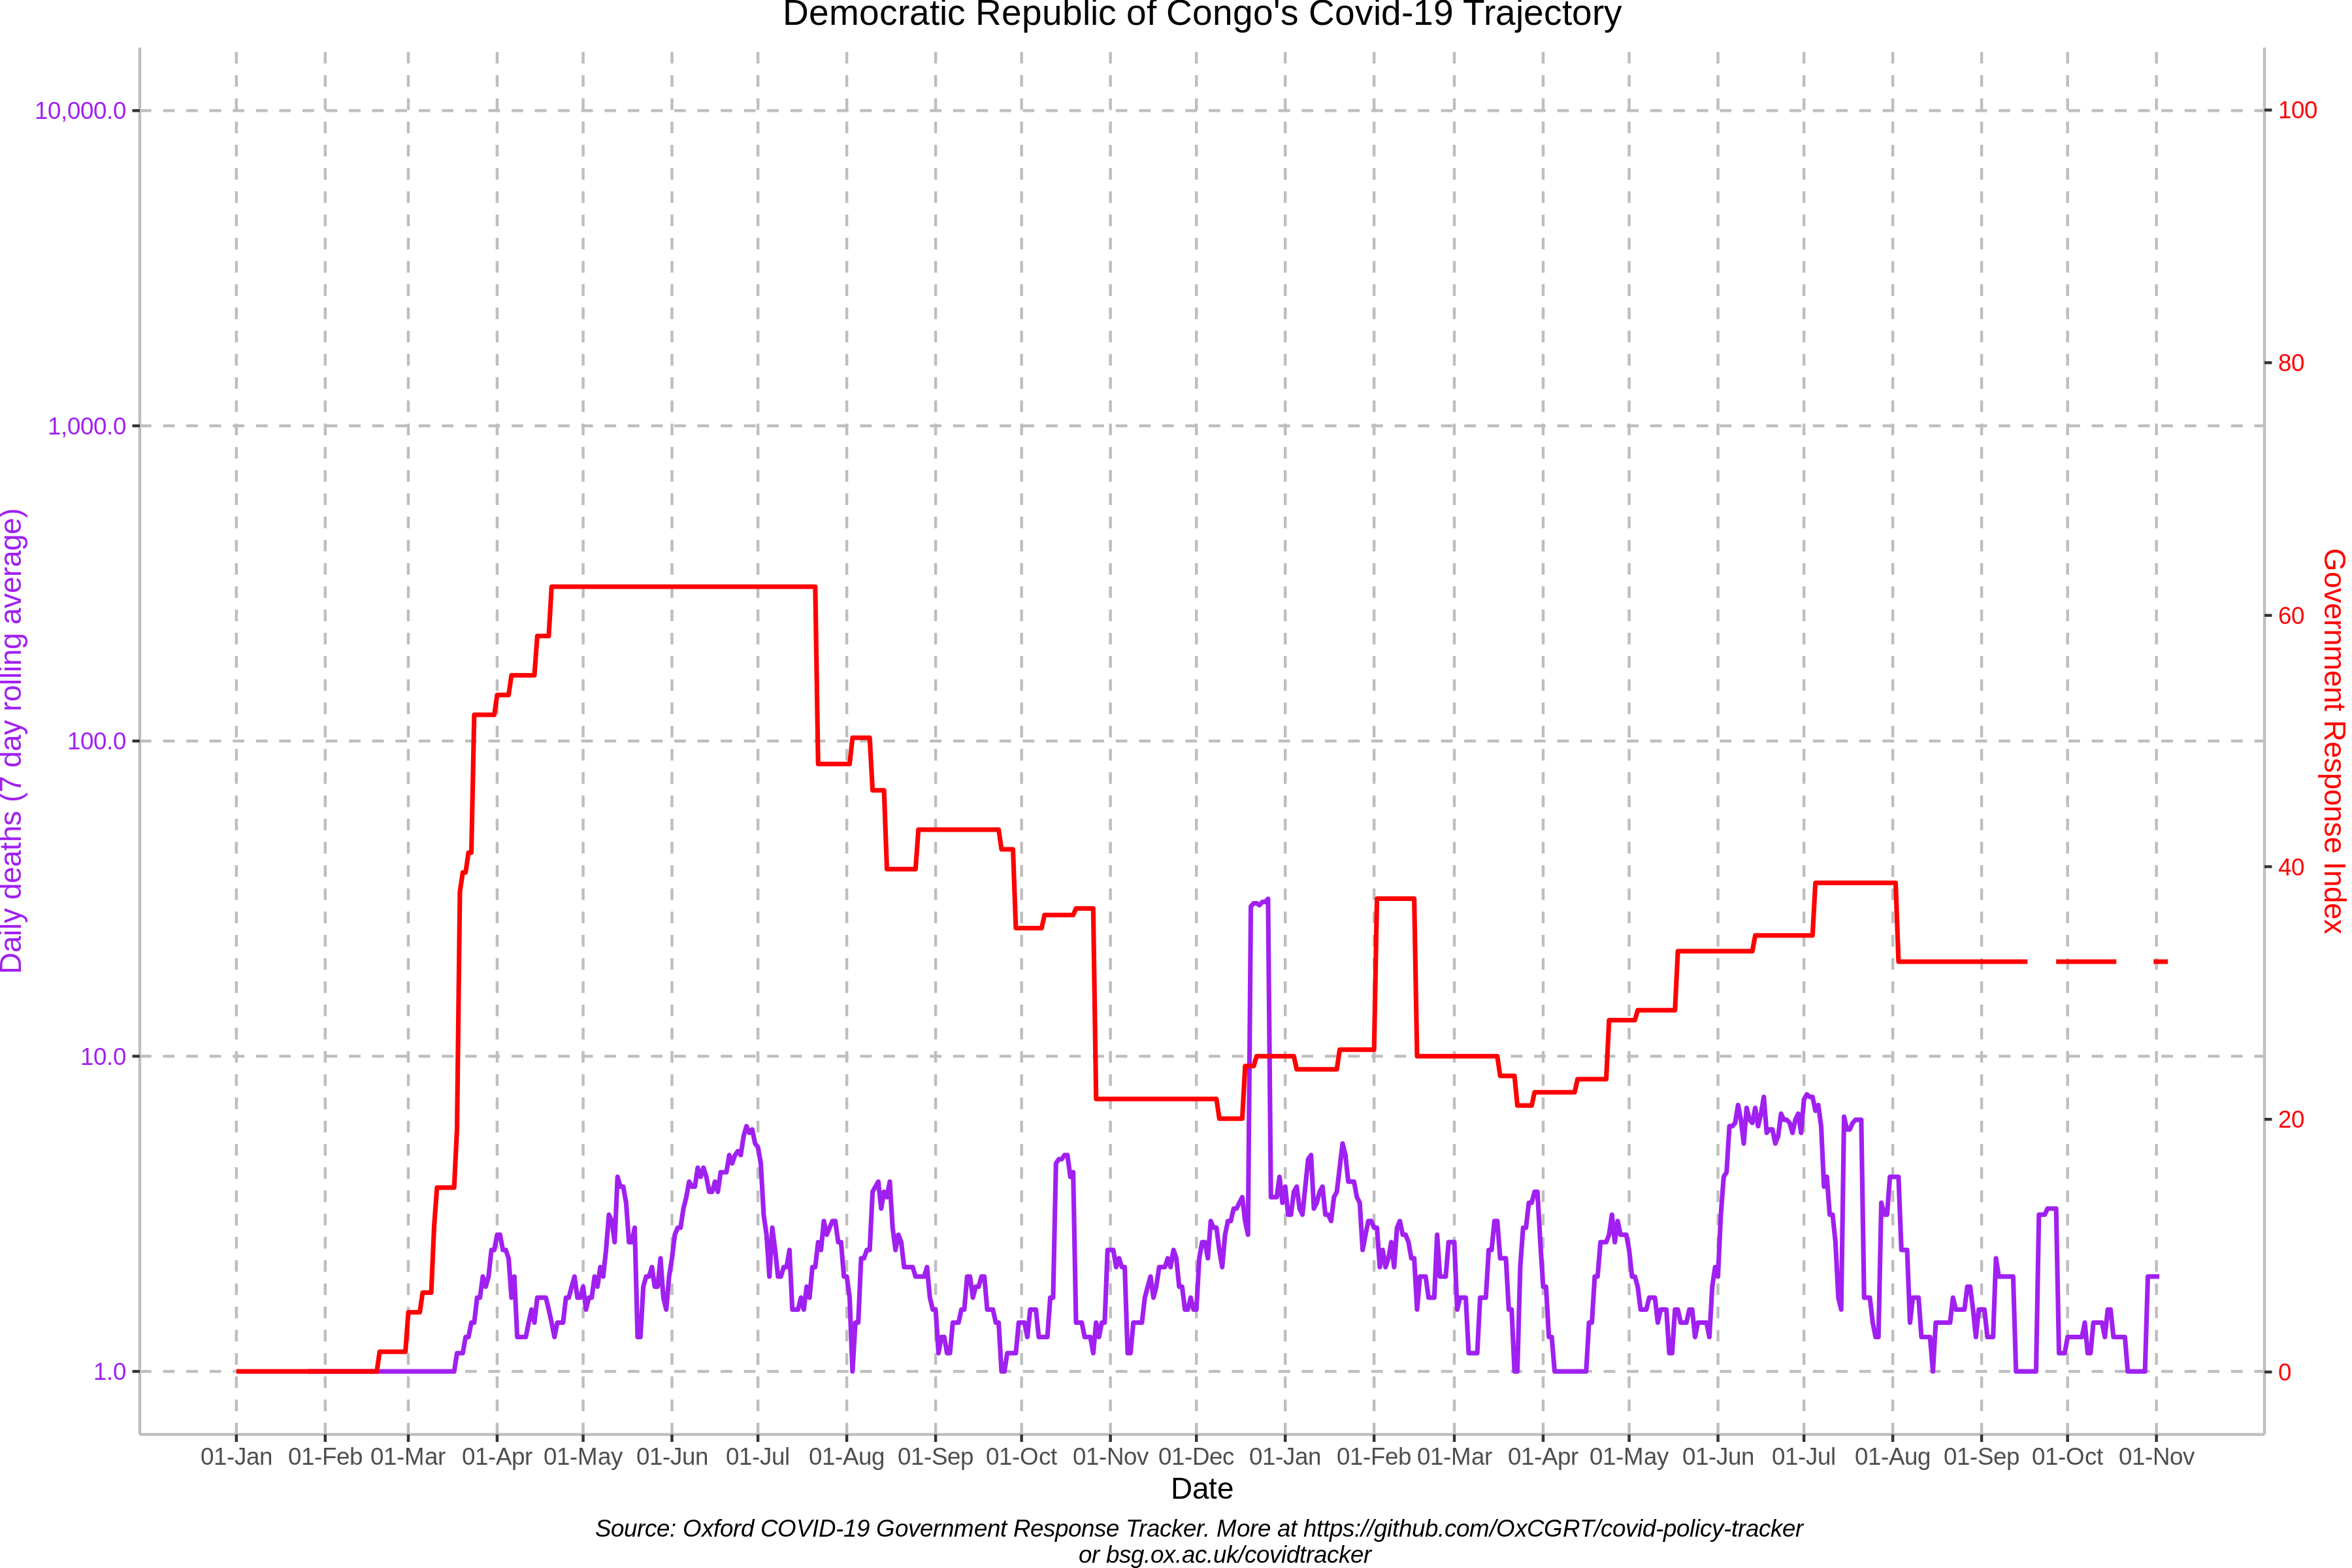 Democratic Republic of Congo's Covid-19 Trajectory
Daily deaths (7 day rolling average)
10,000.0
1,000.0
100.0
10.0
1.0
100
80
60
40
20
0
Government Response Index
01-Jan 01-Feb 01-Mar 01-Apr 01-May 01-Jun 01-Jul 01-Aug 01-Sep 01-Oct 01-Nov 01-Dec 01-Jan 01-Feb 01-Mar 01-Apr 01-May 01-Jun 01-Jul 01-Aug 01-Sep 01-Oct 01-Nov
Date
Source: Oxford COVID-19 Government Response Tracker. More at https://github.com/OxCGRT/covid-policy-tracker
or bsg.ox.ac.uk/covidtracker